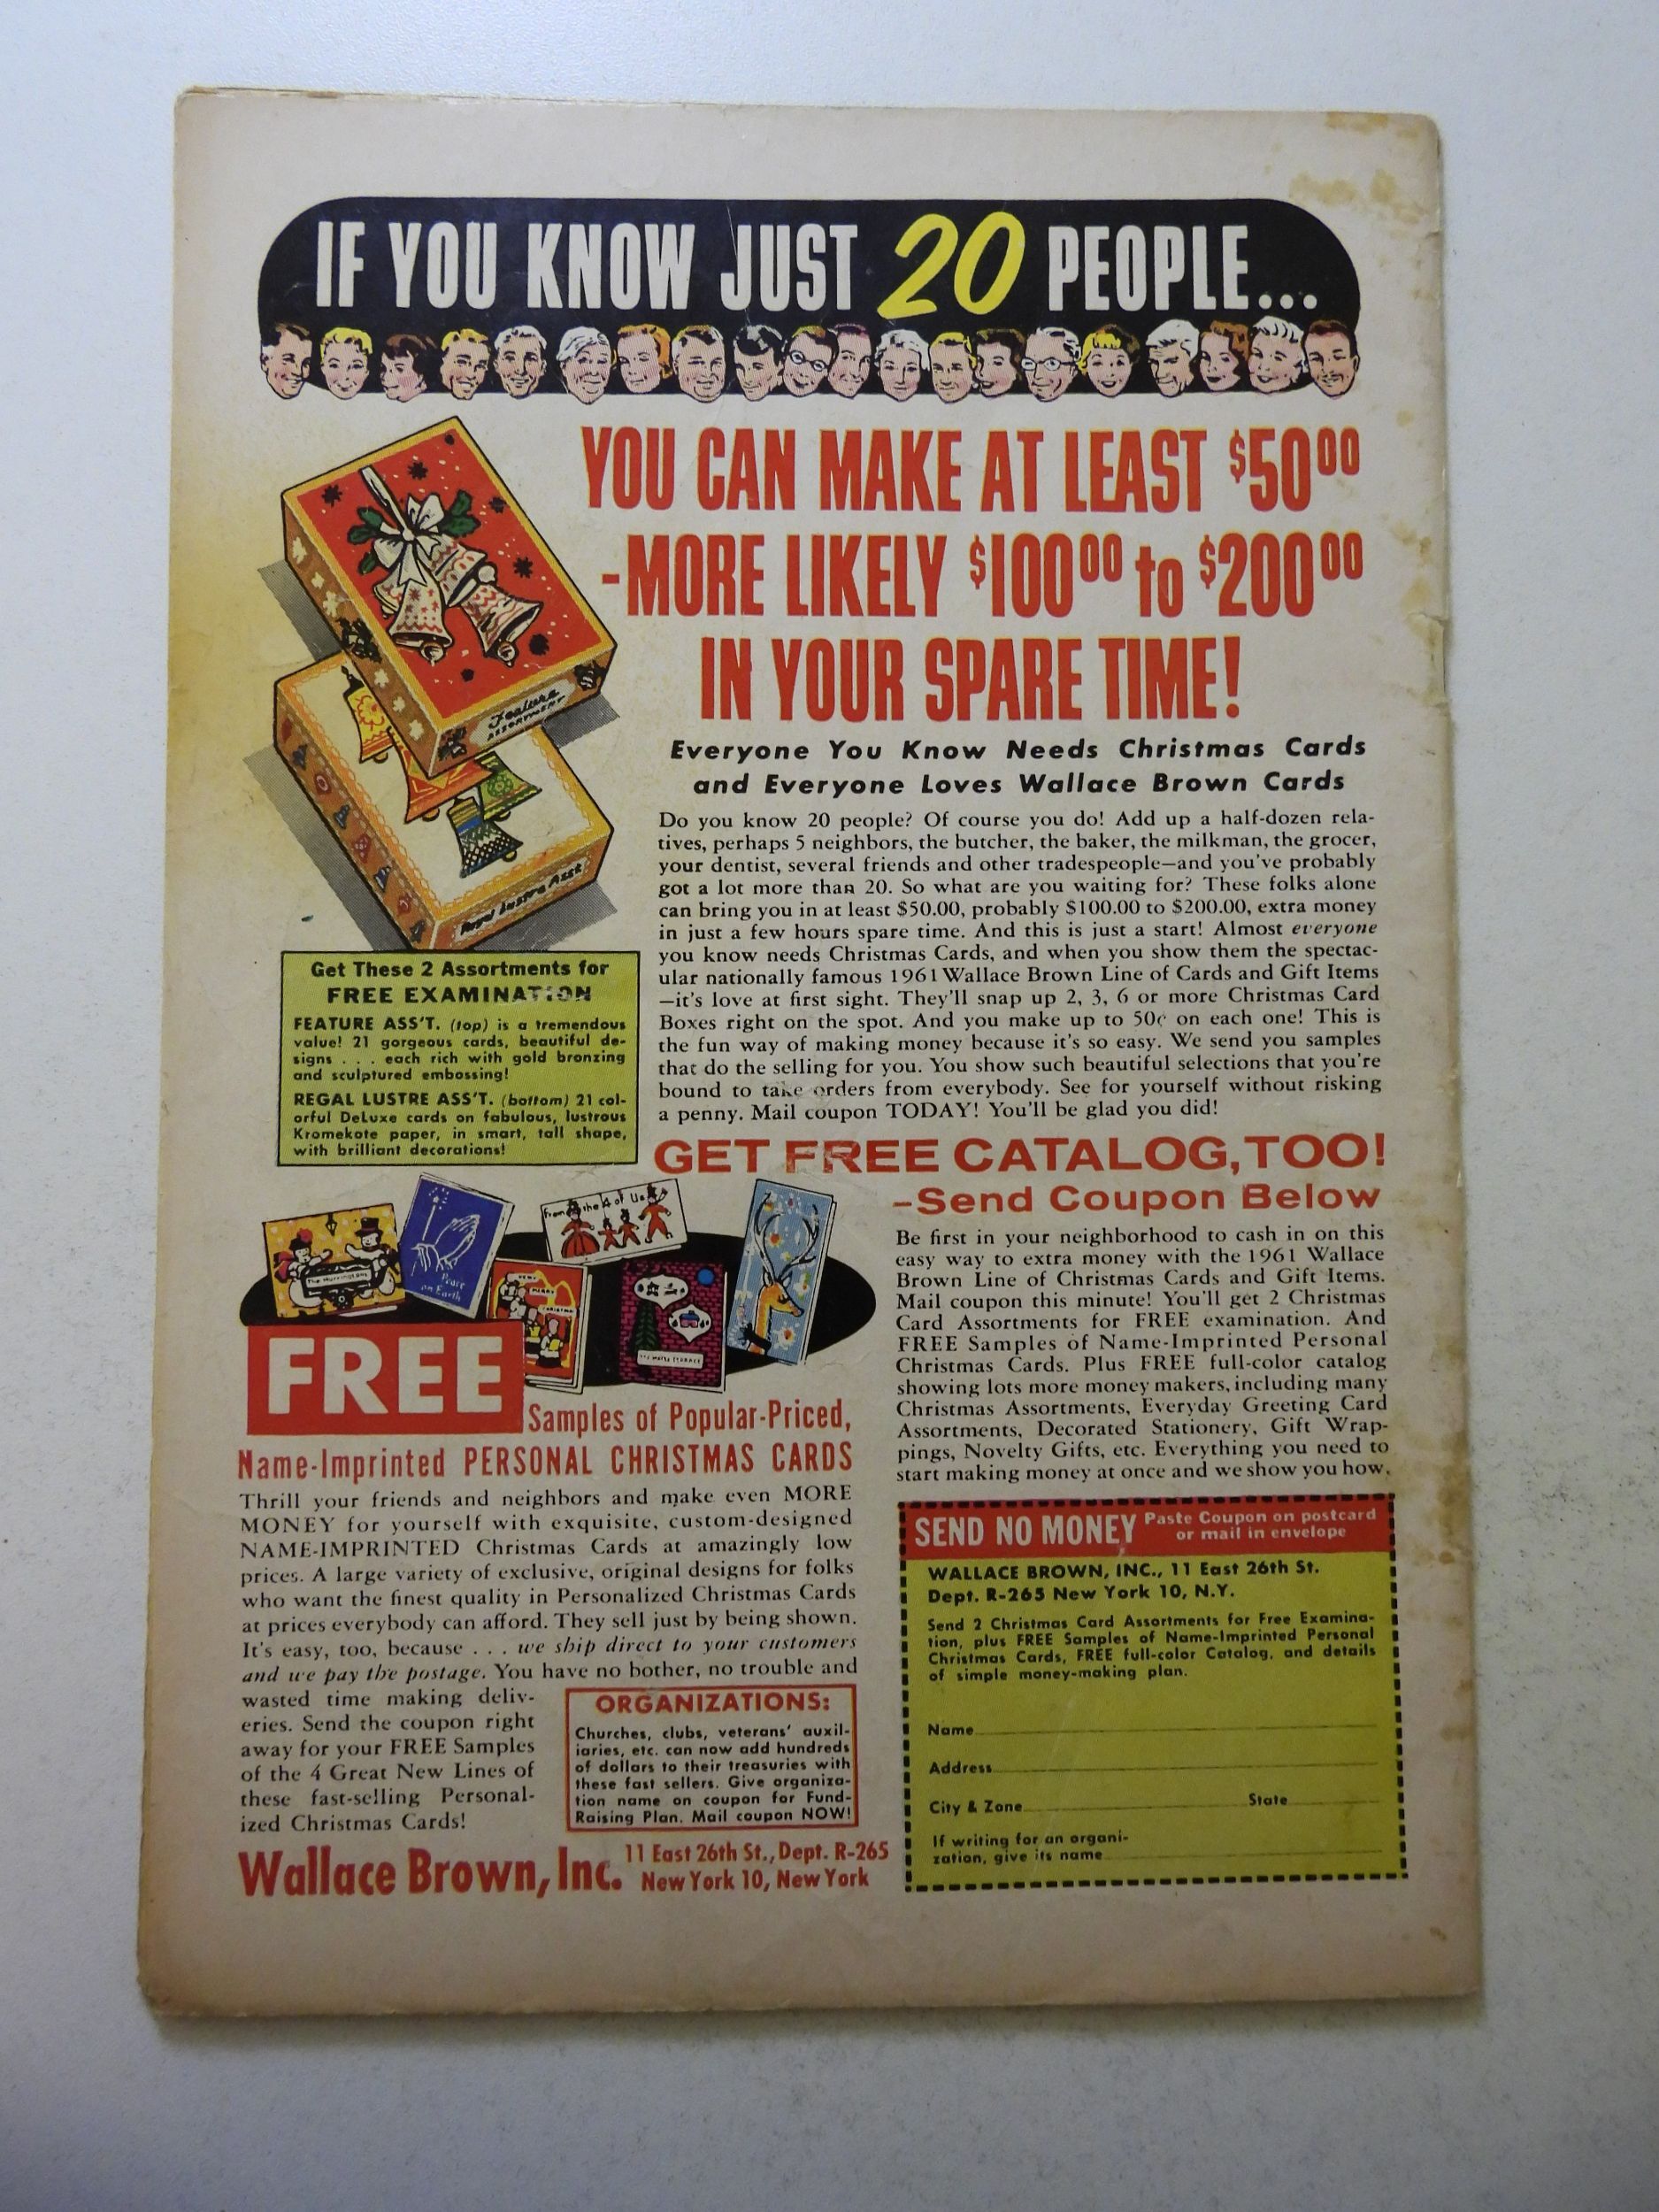 IF YOU KNOW JUST 20 PEOPLE...
YOU CAN MAKE AT LEAST $5000
-MORE LIKELY $10000 to $20000
IN YOUR SPARE TIME!
Feature
ASSORTMENT
Regal Lustre Asst
Everyone You Know Needs Christmas Cards
and Everyone Loves Wallace Brown Cards
Do you know 20 people? Of course you do! Add up a half-dozen rela-
tives, perhaps 5 neighbors, the butcher, the baker, the milkman, the grocer,
your dentist, several friends and other tradespeople—and you've probably
got a lot more than 20. So what are you waiting for? These folks alone
can bring you in at least $50.00, probably $100.00 to $200.00, extra money
in just a few hours spare time. And this is just a start! Almost everyone
you know needs Christmas Cards, and when you show them the spectac-
ular nationally famous 1961 Wallace Brown Line of Cards and Gift Items
—it's love at first sight. They'll snap up 2, 3, 6 or more Christmas Card
Boxes right on the spot. And you make up to 50¢ on each one! This is
the fun way of making money because it's so easy. We send you samples
that do the selling for you. You show such beautiful selections that you're
bound to take orders from everybody. See for yourself without risking
a penny. Mail coupon TODAY! You'll be glad you did!
Get These 2 Assortments for
FREE EXAMINATION
FEATURE ASS'T. (top) is a tremendous
value! 21 gorgeous cards, beautiful de-
signs . . . each rich with gold bronzing
and sculptured embossing!
REGAL LUSTRE ASS'T. (bottom) 21 col-
orful DeLuxe cards on fabulous, lustrous
Kromekote paper, in smart, tall shape,
with brilliant decorations!
GET FREE CATALOG, TOO!
-Send Coupon Below
Be first in your neighborhood to cash in on this
easy way to extra money with the 1961 Wallace
Brown Line of Christmas Cards and Gift Items.
Mail coupon this minute! You'll get 2 Christmas
Card Assortments for FREE examination. And
FREE Samples of Name-Imprinted Personal
Christmas Cards. Plus FREE full-color catalog
showing lots more money makers, including many
Christmas Assortments, Everyday Greeting Card
Assortments, Decorated Stationery, Gift Wrap-
pings, Novelty Gifts, etc. Everything you need to
start making money at once and we show you how.
Peace
on Earth
From the 4 of Us
MERRY
CHRISTMAS
FREE
Samples of Popular-Priced,
Name-Imprinted PERSONAL CHRISTMAS CARDS
Thrill your friends and neighbors and make even MORE
MONEY for yourself with exquisite, custom-designed
NAME-IMPRINTED Christmas Cards at amazingly low
prices. A large variety of exclusive, original designs for folks
who want the finest quality in Personalized Christmas Cards
at prices everybody can afford. They sell just by being shown.
It's easy, too, because . . . we ship direct to your customers
and we pay the postage. You have no bother, no trouble and
wasted time making deliv-
eries. Send the coupon right
away for your FREE Samples
of the 4 Great New Lines of
these fast-selling Personal-
ized Christmas Cards!
ORGANIZATIONS:
Churches, clubs, veterans' auxil-
iaries, etc. can now add hundreds
of dollars to their treasuries with
these fast sellers. Give organiza-
tion name on coupon for Fund-
Raising Plan. Mail coupon NOW!
Wallace Brown, Inc. 11 East 26th St., Dept. R-265
New York 10, New York
SEND NO MONEY Paste Coupon on postcard
or mail in envelope
WALLACE BROWN, INC., 11 East 26th St.
Dept. R-265 New York 10, N.Y.
Send 2 Christmas Card Assortments for Free Examina-
tion, plus FREE Samples of Name-Imprinted Personal
Christmas Cards, FREE full-color Catalog, and details
of simple money-making plan.
Name
Address
City & Zone State
If writing for an organi-
zation, give its name